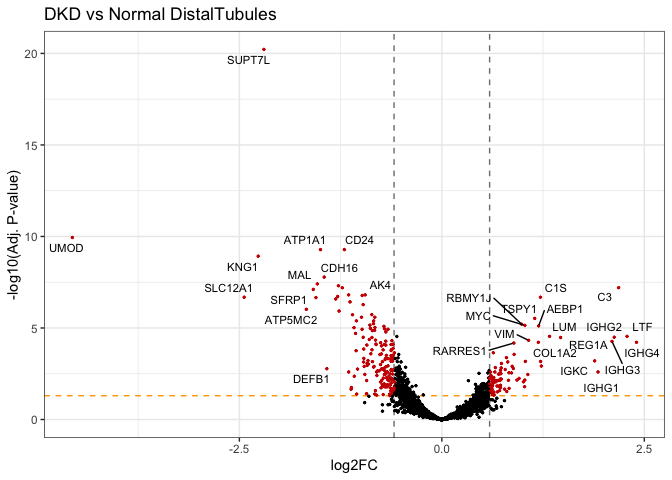 DKD vs Normal DistalTubules
20
SUPT7L
15
-log10(Adj. P-value)
10
UMOD
ATP1A1
CD24
KNG1
MAL
CDH16
SLC12A1
SFRP1
AK4
ATP5MC2
C1S
C3
RBMY1J
TSPY1
AEBP1
MYC
5
VIM
LUM
IGHG2
LTF
RARRES1
REG1A
COL1A2
IGHG4
DEFB1
IGKC
IGHG3
IGHG1
0
-2.5
0.0
2.5
log2FC